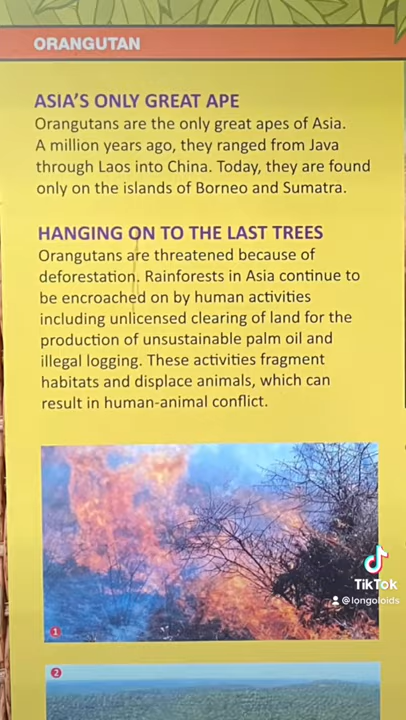 ORANGUTAN
ASIA'S ONLY GREAT APE
Orangutans are the only great apes of Asia.
A million years ago, they ranged from Java
through Laos into China. Today, they are found
only on the islands of Borneo and Sumatra.
HANGING ON TO THE LAST TREES
Orangutans are threatened because of
deforestation. Rainforests in Asia continue to
be encroached on by human activities
including unlicensed clearing of land for the
production of unsustainable palm oil and
illegal logging. These activities fragment
habitats and displace animals, which can
result in human-animal conflict.
TikTok
@longoloids
1
2